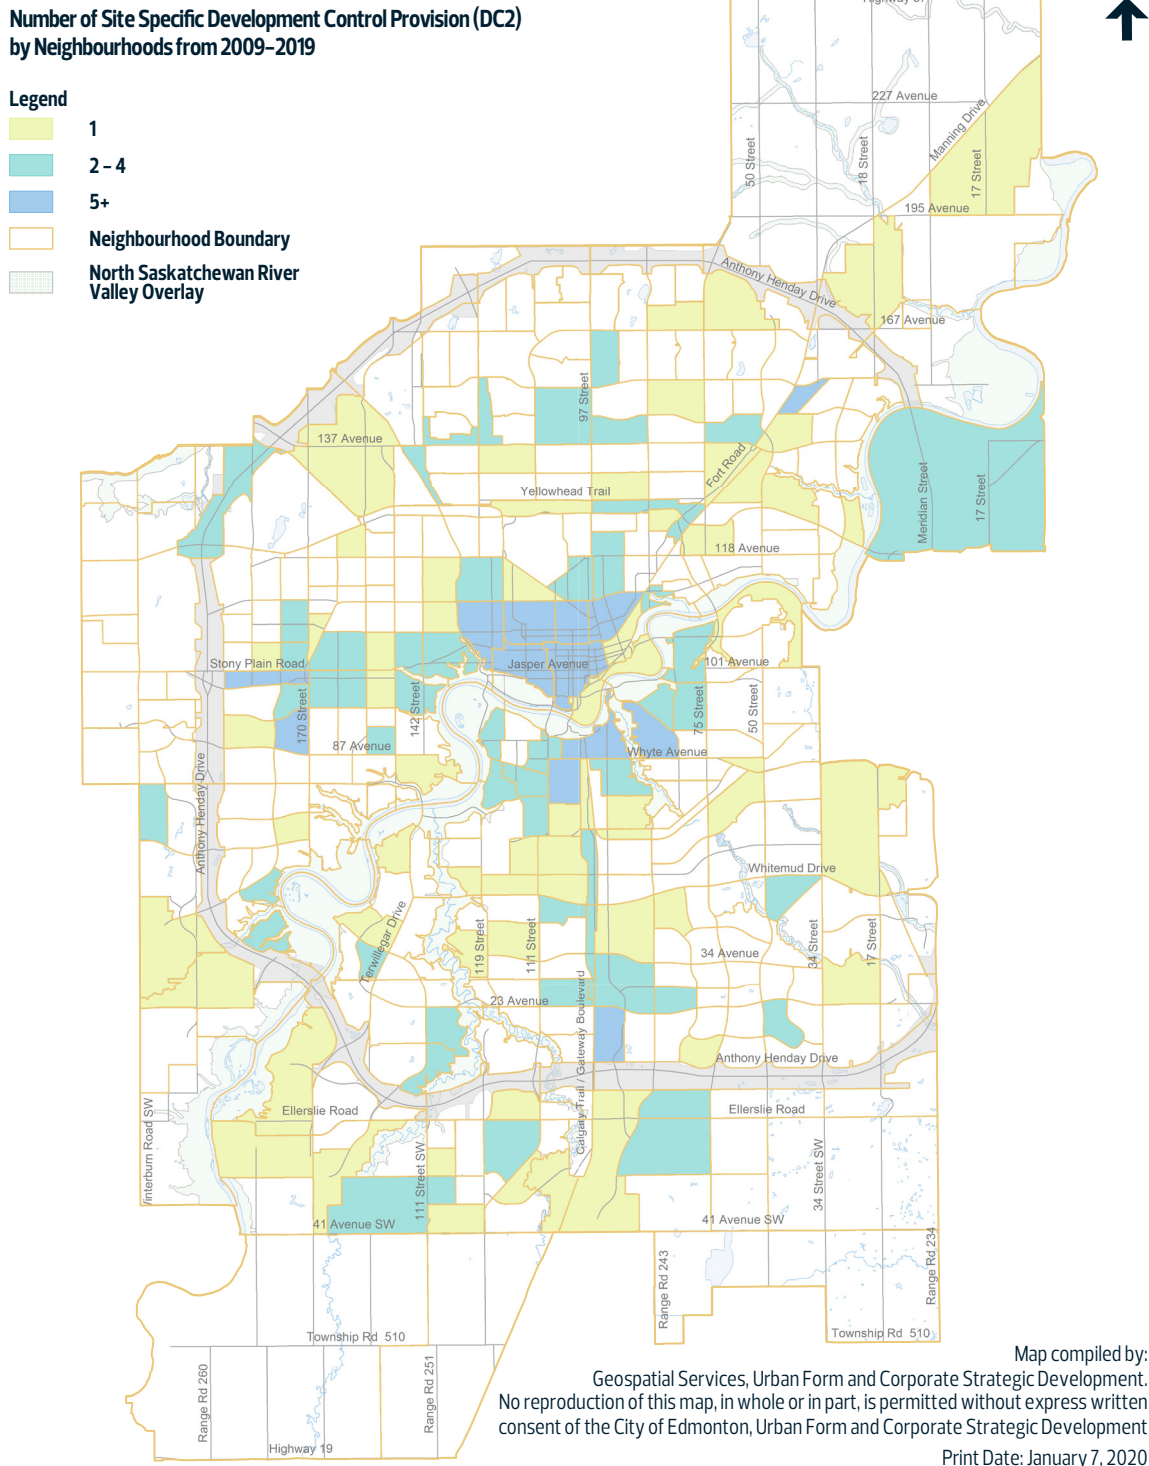 Number of Site Specific Development Control Provision (DC2)
by Neighbourhoods from 2009–2019
Legend
1
2 – 4
5+
Neighbourhood Boundary
North Saskatchewan River
Valley Overlay
227 Avenue
Manning Drive
50 Street
18 Street
17 Street
195 Avenue
Anthony Henday Drive
167 Avenue
97 Street
137 Avenue
Fort Road
Yellowhead Trail
Meridian Street
17 Street
118 Avenue
Stony Plain Road
Jasper Avenue
101 Avenue
170 Street
142 Street
75 Street
50 Street
87 Avenue
Whyte Avenue
Anthony Henday Drive
Whitemud Drive
Terwillegar Drive
119 Street
111 Street
34 Avenue
34 Street
17 Street
23 Avenue
Calgary Trail / Gateway Boulevard
Anthony Henday Drive
Ellerslie Road
Ellerslie Road
Road SW
111 Street SW
34 Street SW
41 Avenue SW
41 Avenue SW
Range Rd 243
Range Rd 234
Township Rd 510
Township Rd 510
Range Rd 260
Range Rd 251
Highway 19
Map compiled by:
Geospatial Services, Urban Form and Corporate Strategic Development.
No reproduction of this map, in whole or in part, is permitted without express written
consent of the City of Edmonton, Urban Form and Corporate Strategic Development
Print Date: January 7, 2020